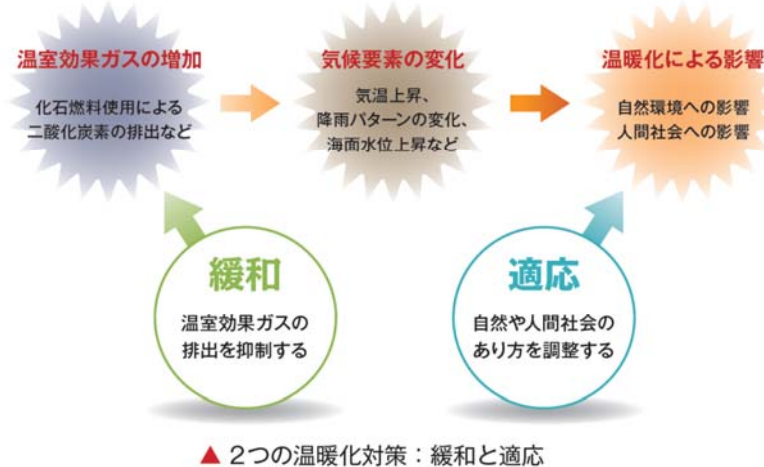 温室効果ガスの増加
化石燃料使用による
二酸化炭素の排出など
気候要素の変化
気温上昇、
降雨パターンの変化、
海面水位上昇など
温暖化による影響
自然環境への影響
人間社会への影響
緩和
温室効果ガスの
排出を抑制する
適応
自然や人間社会の
あり方を調整する
▲ 2つの温暖化対策：緩和と適応